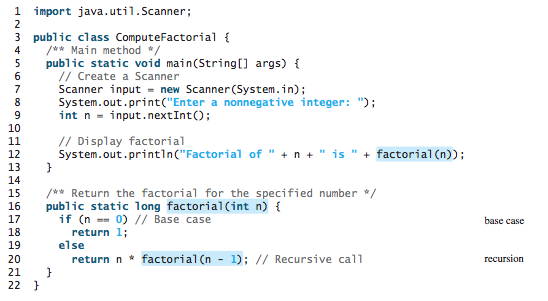 1 import java.util.Scanner;
2
3 public class ComputeFactorial {
4 /** Main method */
5 public static void main(String[] args) {
6 // Create a Scanner
7 Scanner input = new Scanner(System.in);
8 System.out.print("Enter a nonnegative integer: ");
9 int n = input.nextInt();
10
11 // Display factorial
12 System.out.println("Factorial of " + n + " is " + factorial(n));
13 }
14
15 /** Return the factorial for the specified number */
16 public static long factorial(int n) {
17 if (n == 0) // Base case base case
18 return 1;
19 else
20 return n * factorial(n - 1); // Recursive call recursion
21 }
22 }